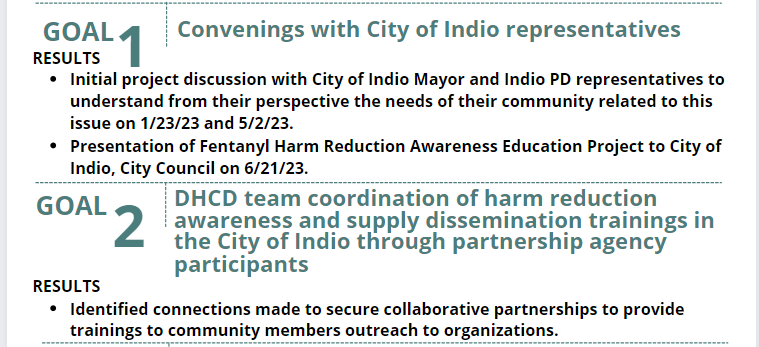 GOAL 1 Convenings with City of Indio representatives
RESULTS
• Initial project discussion with City of Indio Mayor and Indio PD representatives to
understand from their perspective the needs of their community related to this
issue on 1/23/23 and 5/2/23.
• Presentation of Fentanyl Harm Reduction Awareness Education Project to City of
Indio, City Council on 6/21/23.
GOAL 2 DHCD team coordination of harm reduction
awareness and supply dissemination trainings in
the City of Indio through partnership agency
participants
RESULTS
• Identified connections made to secure collaborative partnerships to provide
trainings to community members outreach to organizations.